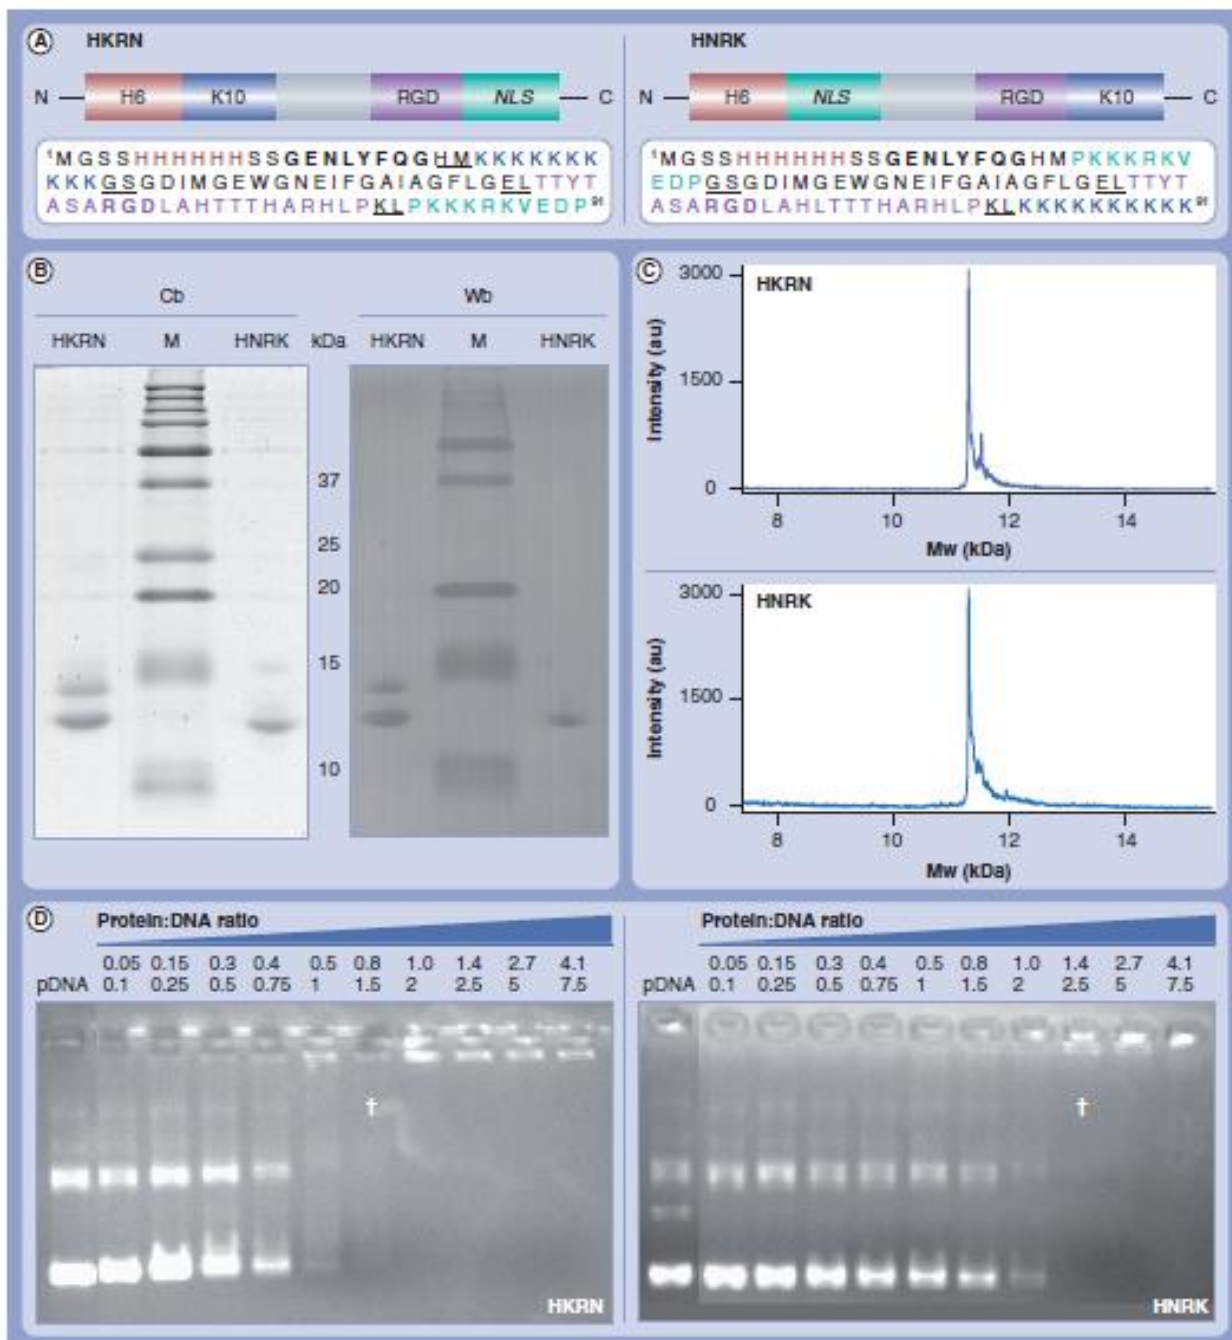 A HKRN HNRK
N H6 K10 RGD NLS C N H6 NLS RGD K10 C
1MGSSHHHHHHSSGENLYFQGHMKKKKKKK
KKKGSGDIMGEWGNEIFGAIAGFLGELTTYT
ASARGDLAHTTTHARHLPKLPKKKRKVEDP91
1MGSSHHHHHHSSGENLYFQGHMPKKKRKV
EDPGSGDIMGEWGNEIFGAIAGFLGELTTYT
ASARGDLAHLTTTHARHLPKLKKKKKKKKKK91
B
Cb Wb
HKRN M HNRK kDa HKRN M HNRK
37
25
20
15
10
C
HKRN
Intensity (au)
3000
1500
0
8 10 12 14
Mw (kDa)
HNRK
Intensity (au)
3000
1500
0
8 10 12 14
Mw (kDa)
D Protein:DNA ratio
0.05 0.15 0.3 0.4 0.5 0.8 1.0 1.4 2.7 4.1
pDNA 0.1 0.25 0.5 0.75 1 1.5 2 2.5 5 7.5
†
HKRN
Protein:DNA ratio
0.05 0.15 0.3 0.4 0.5 0.8 1.0 1.4 2.7 4.1
pDNA 0.1 0.25 0.5 0.75 1 1.5 2 2.5 5 7.5
†
HNRK